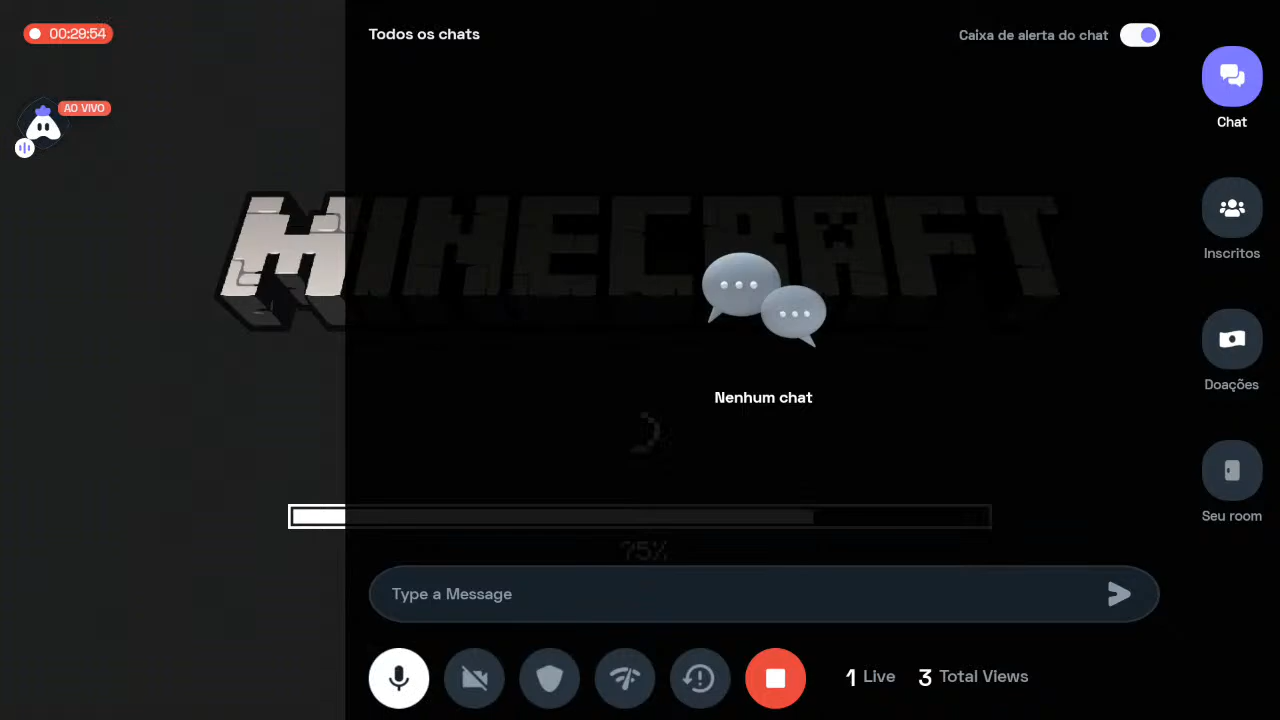 00:29:54
Todos os chats
Caixa de alerta do chat
AO VIVO
Chat
MINECRAFT
Inscritos
Nenhum chat
Doações
Seu room
75%
Type a Message
1 Live 3 Total Views